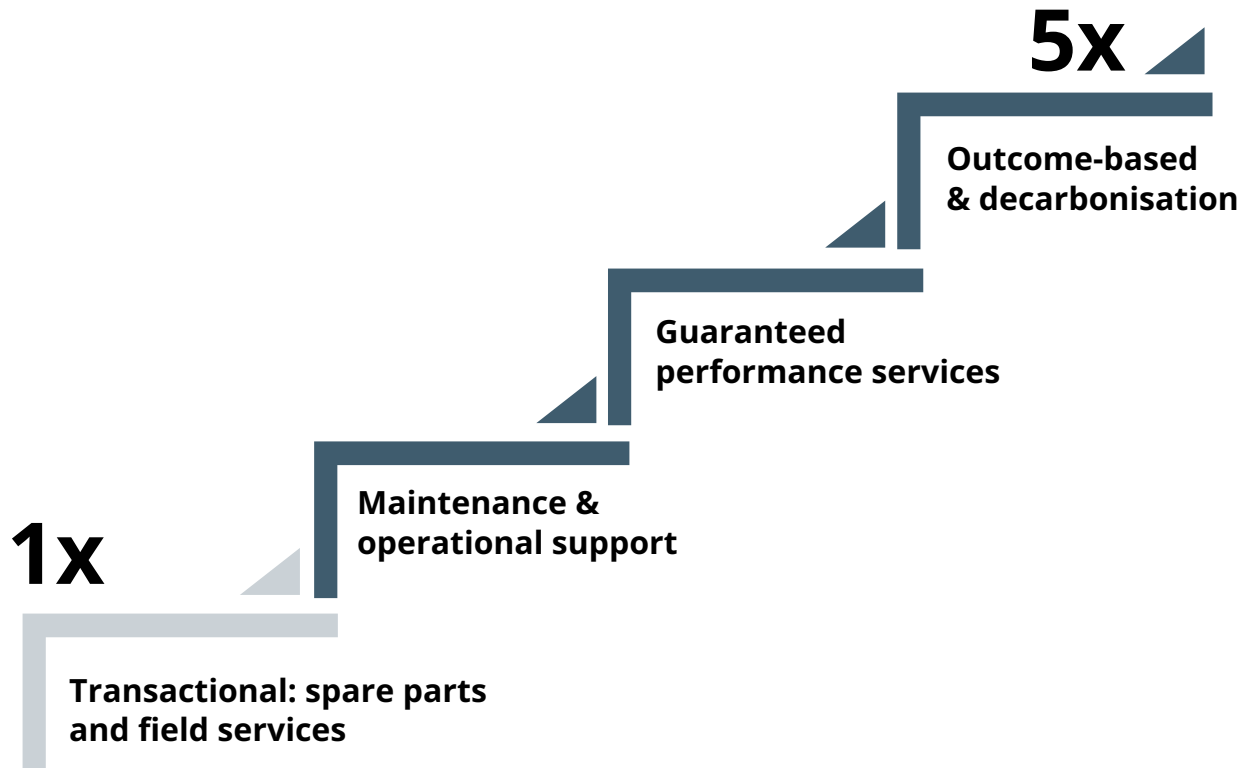 5x
Outcome-based
& decarbonisation
Guaranteed
performance services
Maintenance &
operational support
1x
Transactional: spare parts
and field services